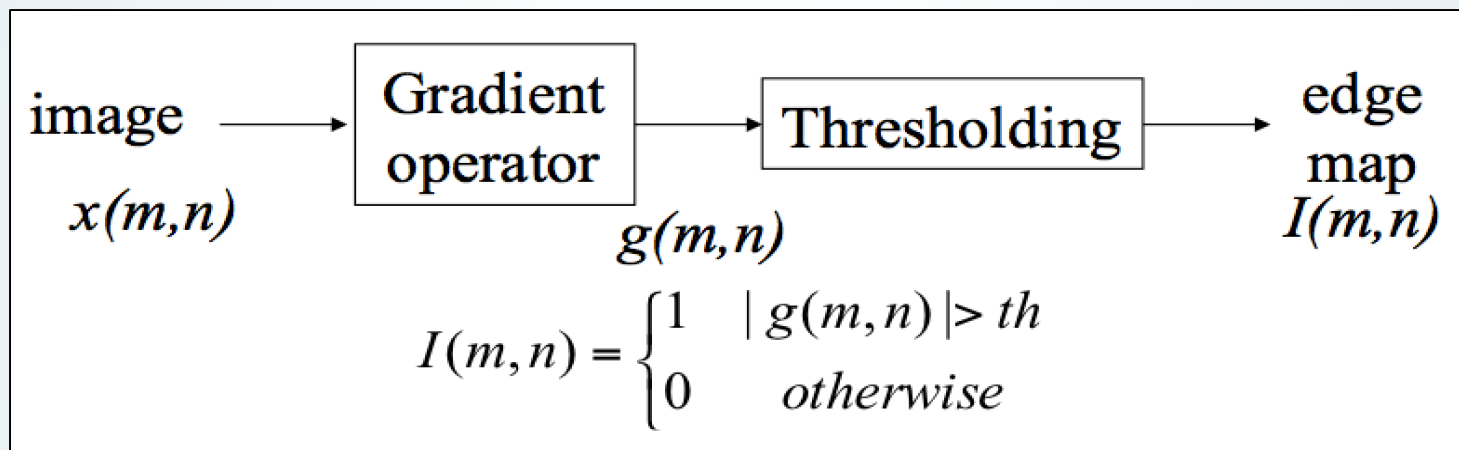 image
x(m,n)
Gradient
operator
g(m,n)
Thresholding
edge
map
I(m,n)
I(m,n) = {1 | g(m,n) |> th
0 otherwise